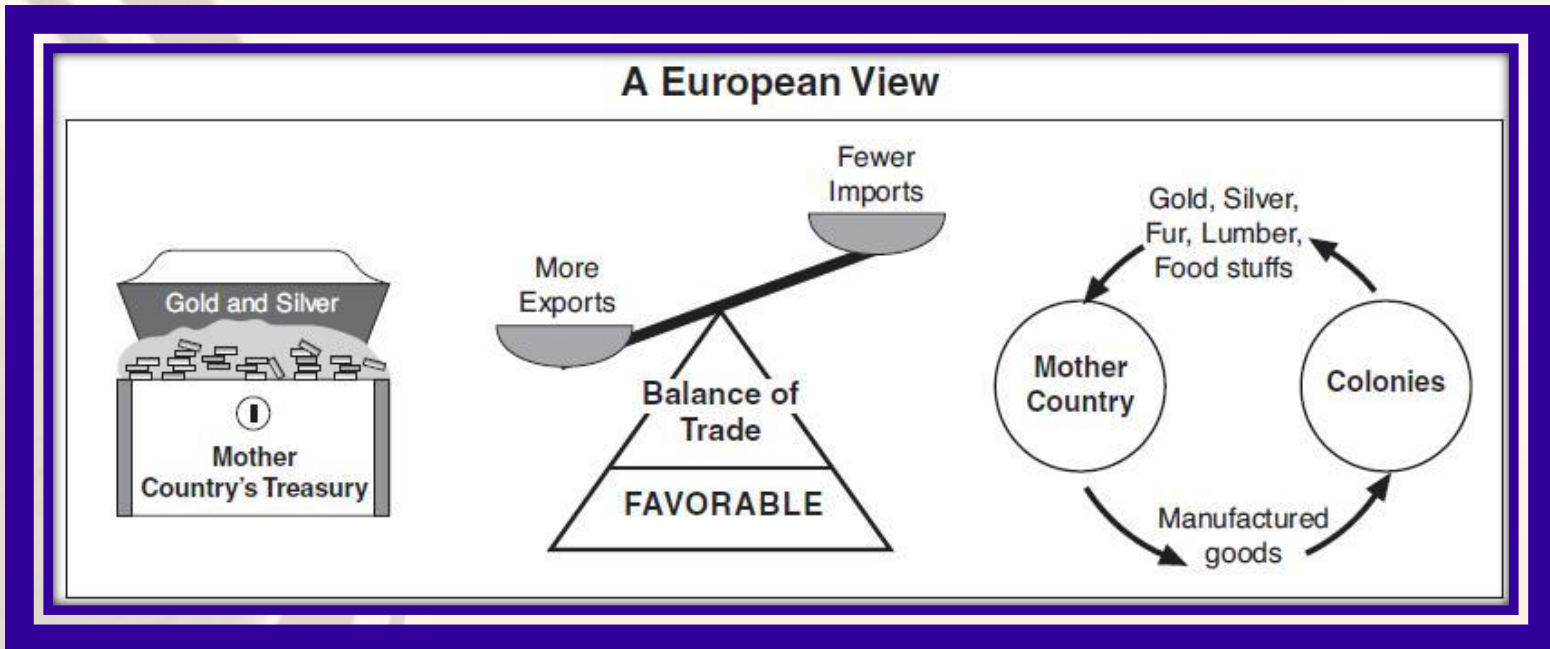 A European View
Gold and Silver
Mother
Country's Treasury
More
Exports
Fewer
Imports
Balance of
Trade
FAVORABLE
Gold, Silver,
Fur, Lumber,
Food stuffs
Mother
Country
Colonies
Manufactured
goods